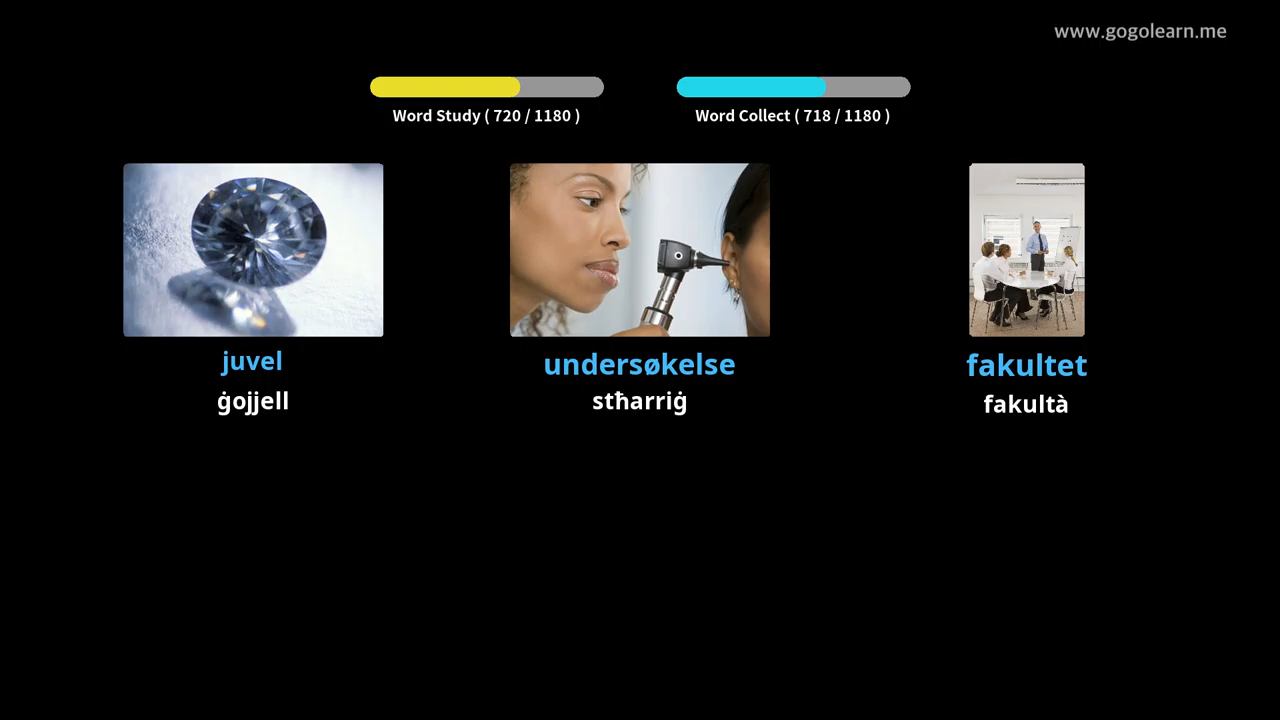 www.gogolearn.me
Word Study ( 720 / 1180 )
Word Collect ( 718 / 1180 )
juvel
ġojjell
undersøkelse
stħarriġ
fakultet
fakultà